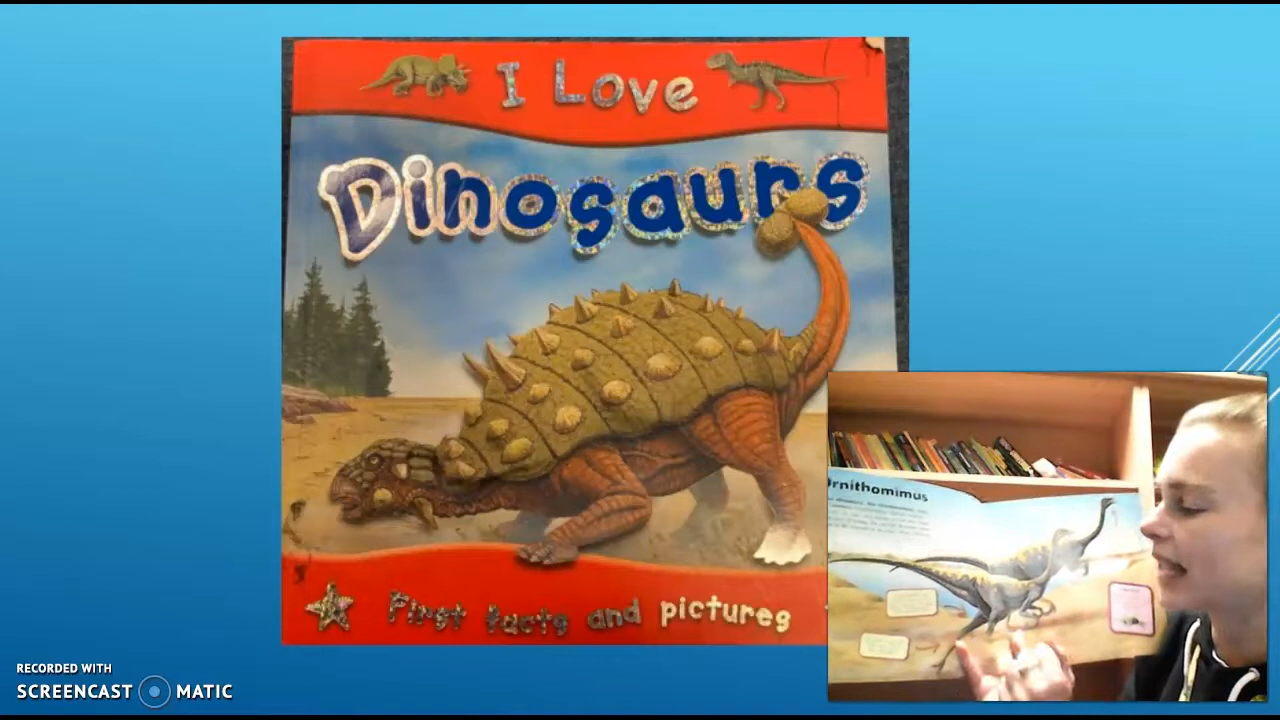 I Love
Dinosaurs
First facts and pictures
Ornithomimus
RECORDED WITH
SCREENCAST MATIC